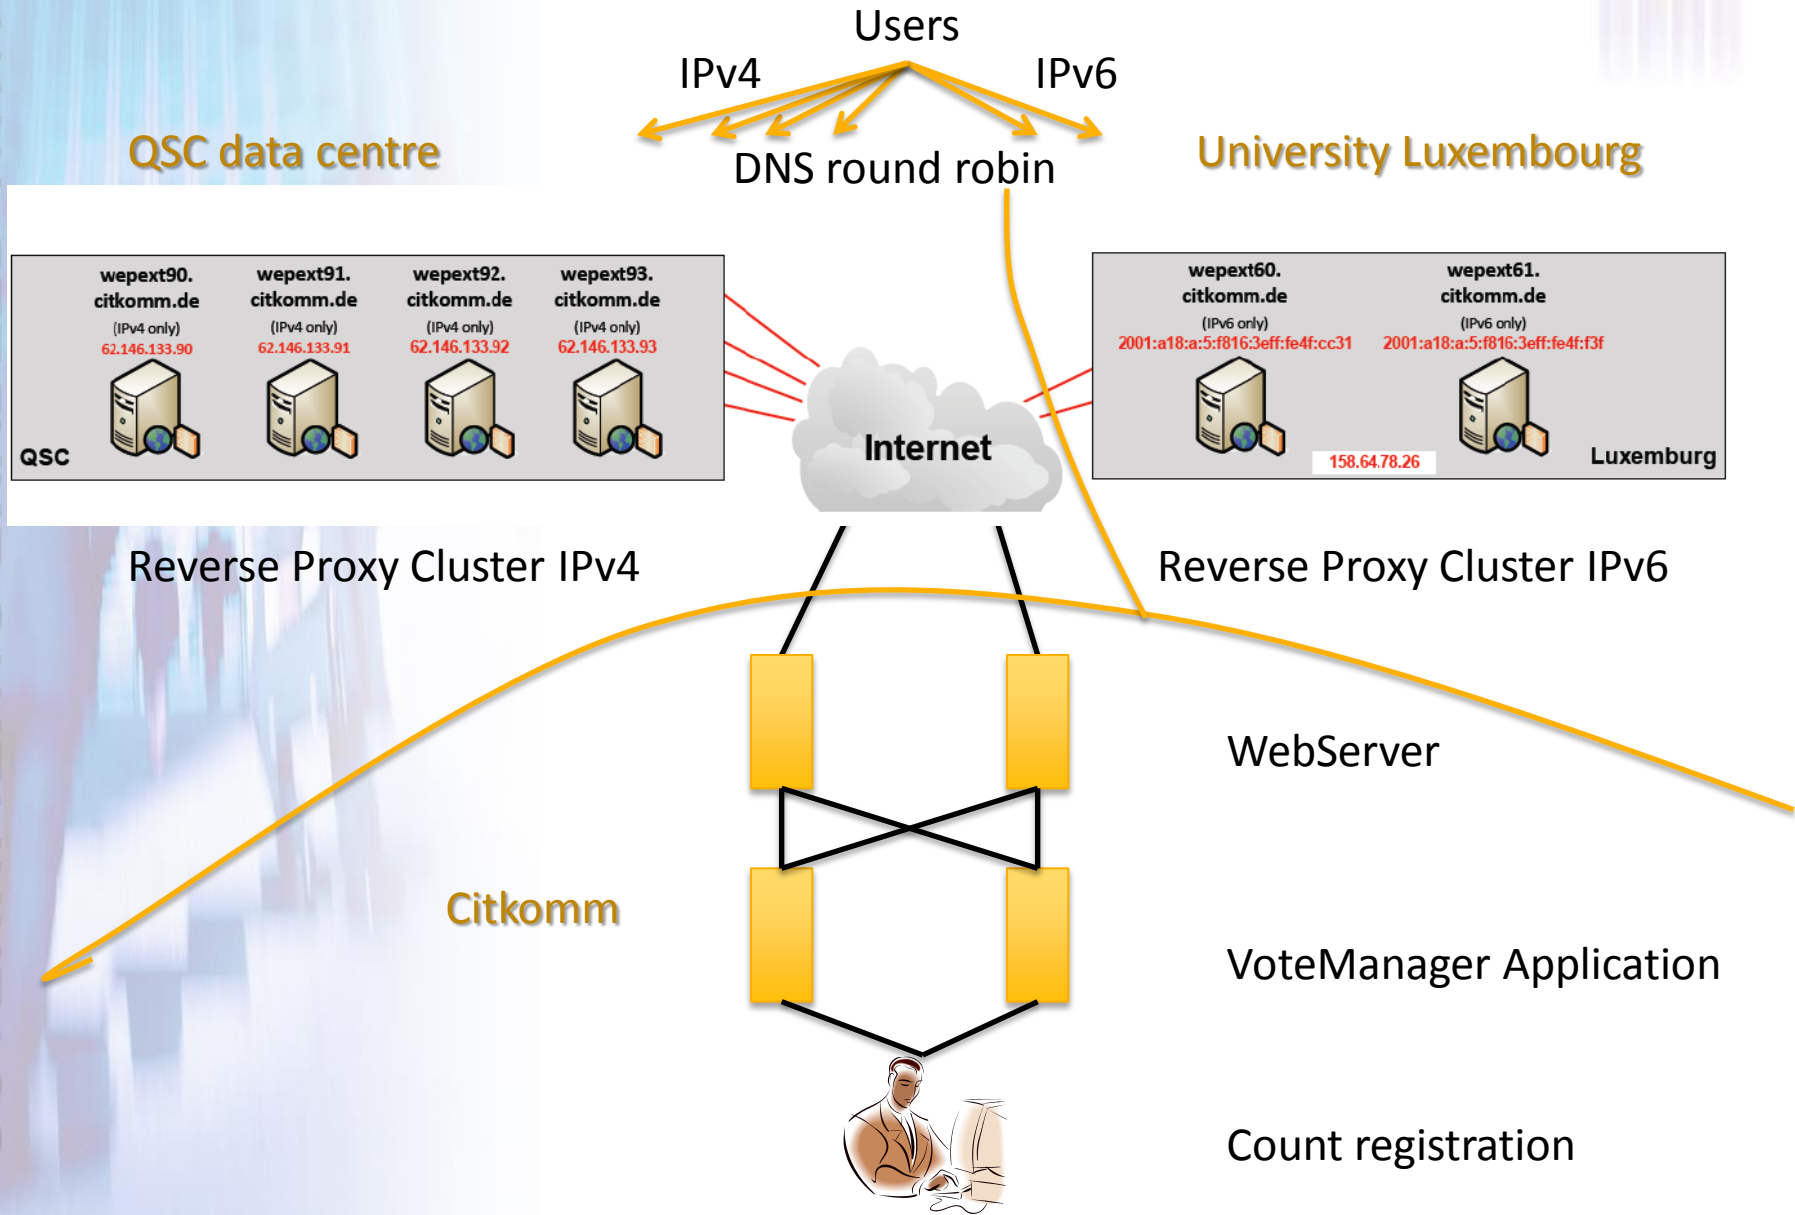 Users
IPv4
IPv6
QSC data centre
DNS round robin
University Luxembourg
wepext90.
citkomm.de
(IPv4 only)
62.146.133.90
wepext91.
citkomm.de
(IPv4 only)
62.146.133.91
wepext92.
citkomm.de
(IPv4 only)
62.146.133.92
wepext93.
citkomm.de
(IPv4 only)
62.146.133.93
QSC
Internet
wepext60.
citkomm.de
(IPv6 only)
2001:a18:a:5:f816:3eff:fe4f:cc31
wepext61.
citkomm.de
(IPv6 only)
2001:a18:a:5:f816:3eff:fe4f:f3f
158.64.78.26
Luxemburg
Reverse Proxy Cluster IPv4
Reverse Proxy Cluster IPv6
WebServer
Citkomm
VoteManager Application
Count registration